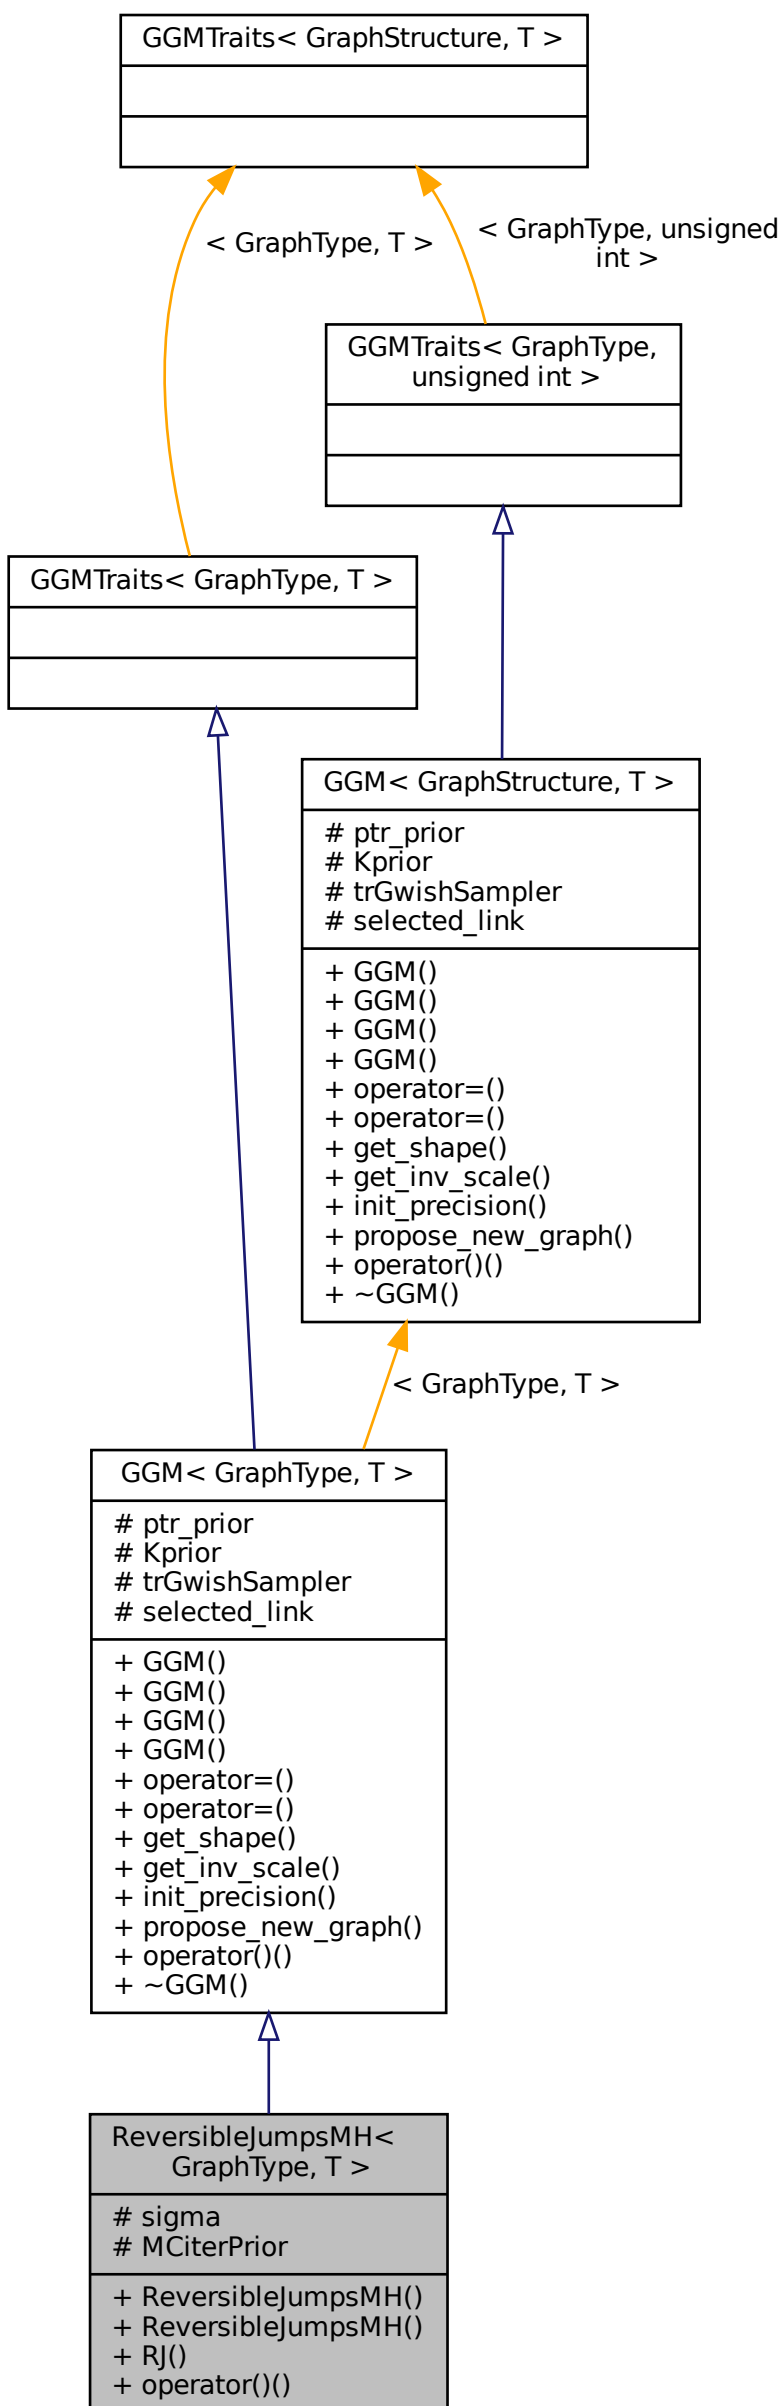 GGMTraits< GraphStructure, T >
< GraphType, T >
< GraphType, unsigned
int >
GGMTraits< GraphType,
unsigned int >
GGMTraits< GraphType, T >
GGM< GraphStructure, T >
# ptr_prior
# Kprior
# trGwishSampler
# selected_link
+ GGM()
+ GGM()
+ GGM()
+ GGM()
+ operator=()
+ operator=()
+ get_shape()
+ get_inv_scale()
+ init_precision()
+ propose_new_graph()
+ operator()()
+ ~GGM()
< GraphType, T >
GGM< GraphType, T >
# ptr_prior
# Kprior
# trGwishSampler
# selected_link
+ GGM()
+ GGM()
+ GGM()
+ GGM()
+ operator=()
+ operator=()
+ get_shape()
+ get_inv_scale()
+ init_precision()
+ propose_new_graph()
+ operator()()
+ ~GGM()
ReversibleJumpsMH<
GraphType, T >
# sigma
# MCiterPrior
+ ReversibleJumpsMH()
+ ReversibleJumpsMH()
+ RJ()
+ operator()()